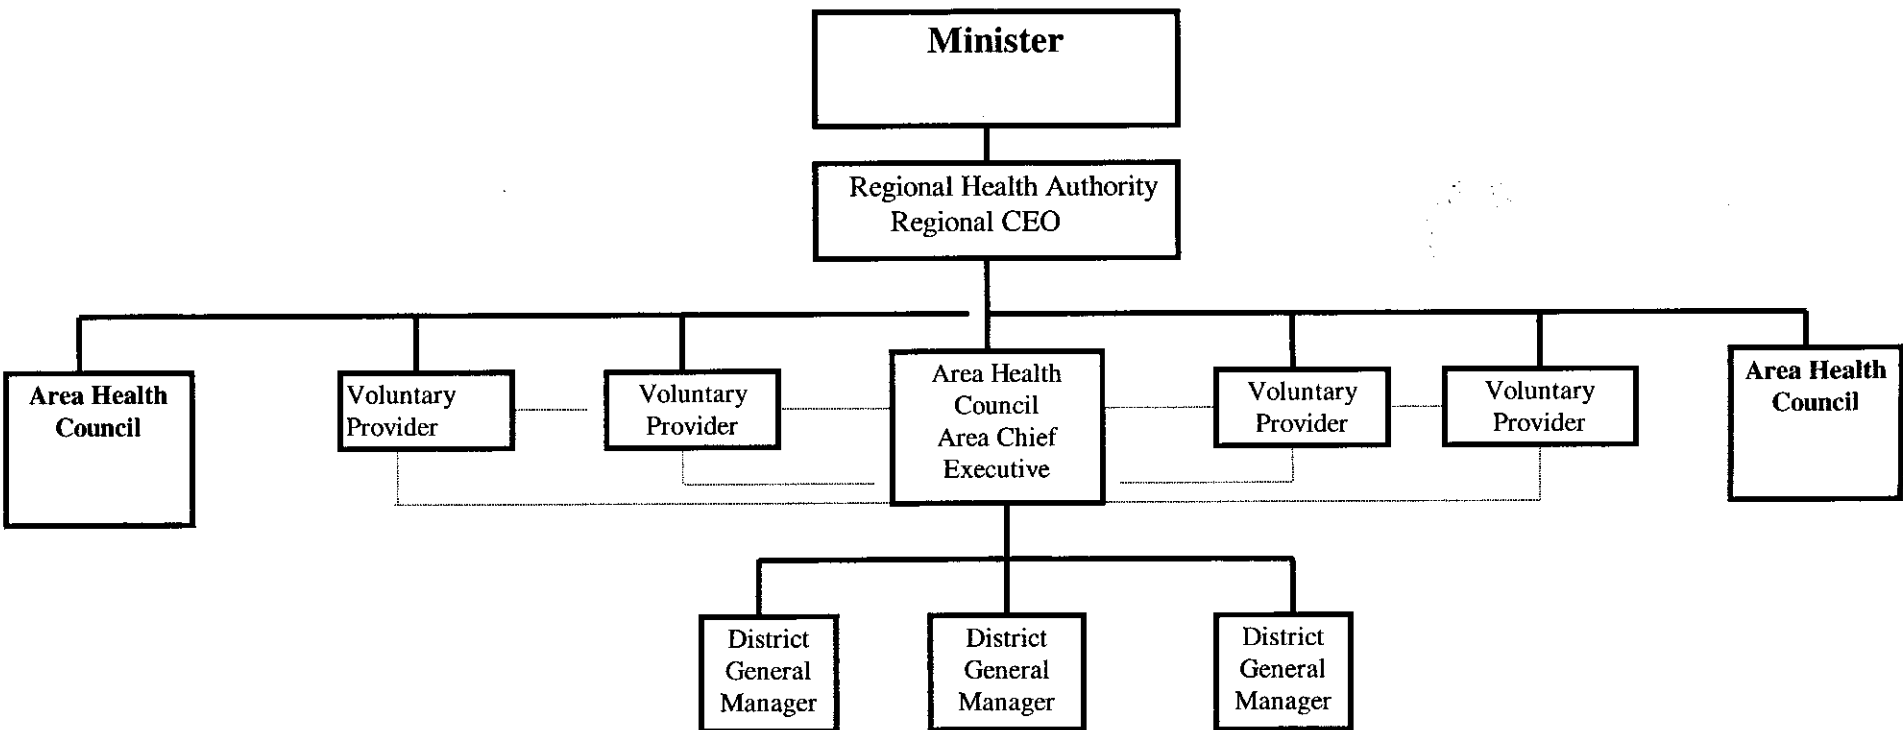 Minister
Regional Health Authority
Regional CEO
Area Health
Council
Voluntary
Provider
Voluntary
Provider
Area Health
Council
Area Chief
Executive
Voluntary
Provider
Voluntary
Provider
Area Health
Council
District
General
Manager
District
General
Manager
District
General
Manager